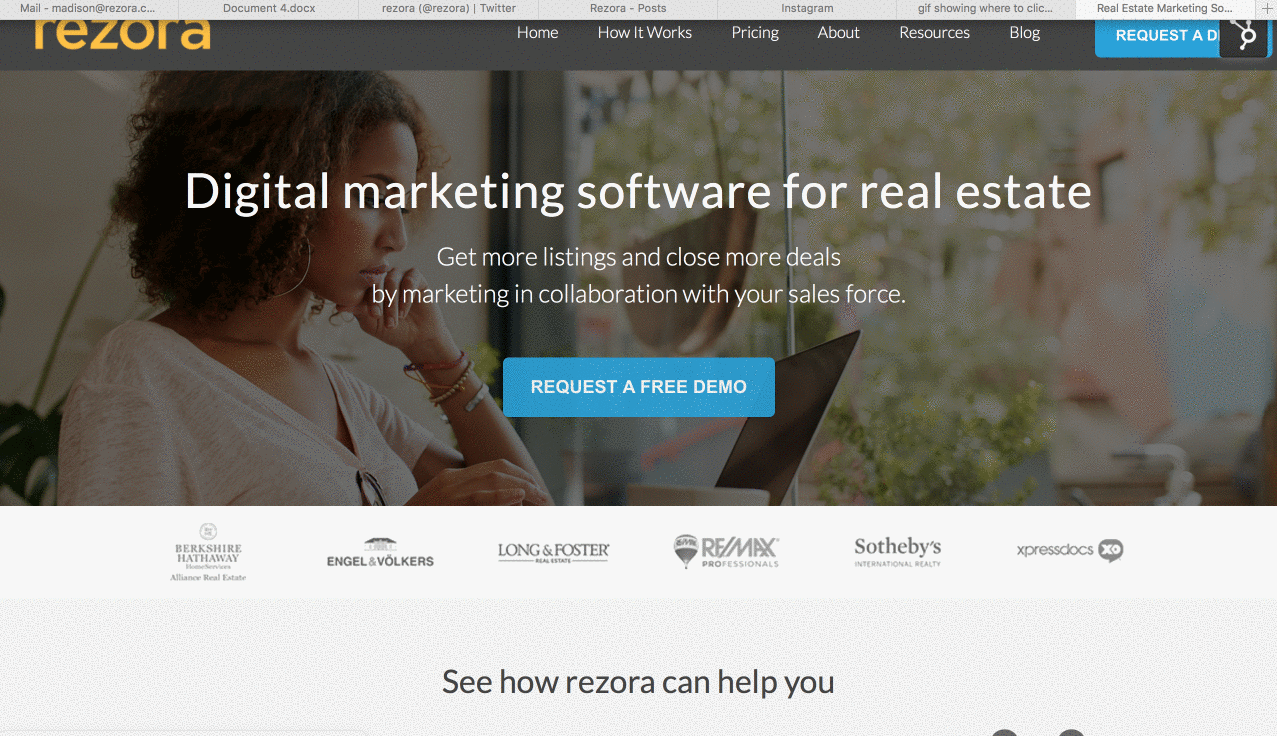 Mail - madison@rezora.c...
Document 4.docx
rezora (@rezora) | Twitter
Rezora - Posts
Instagram
gif showing where to clic...
Real Estate Marketing So...
rezora
Home
How It Works
Pricing
About
Resources
Blog
REQUEST A D
Digital marketing software for real estate
Get more listings and close more deals
by marketing in collaboration with your sales force.
REQUEST A FREE DEMO
BERKSHIRE
HATHAWAY
HomeServices
Alliance Real Estate
ENGEL & VÖLKERS
LONG & FOSTER
REAL ESTATE
RE/MAX
PROFESSIONALS
Sotheby's
INTERNATIONAL REALTY
xpressdocs XO
See how rezora can help you